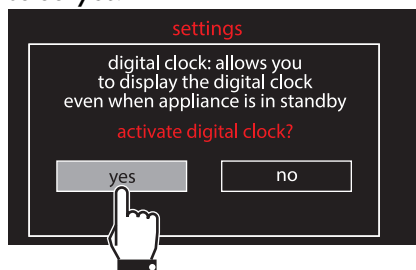 settings
digital clock: allows you
to display the digital clock
even when appliance is in standby
activate digital clock?
yes
no